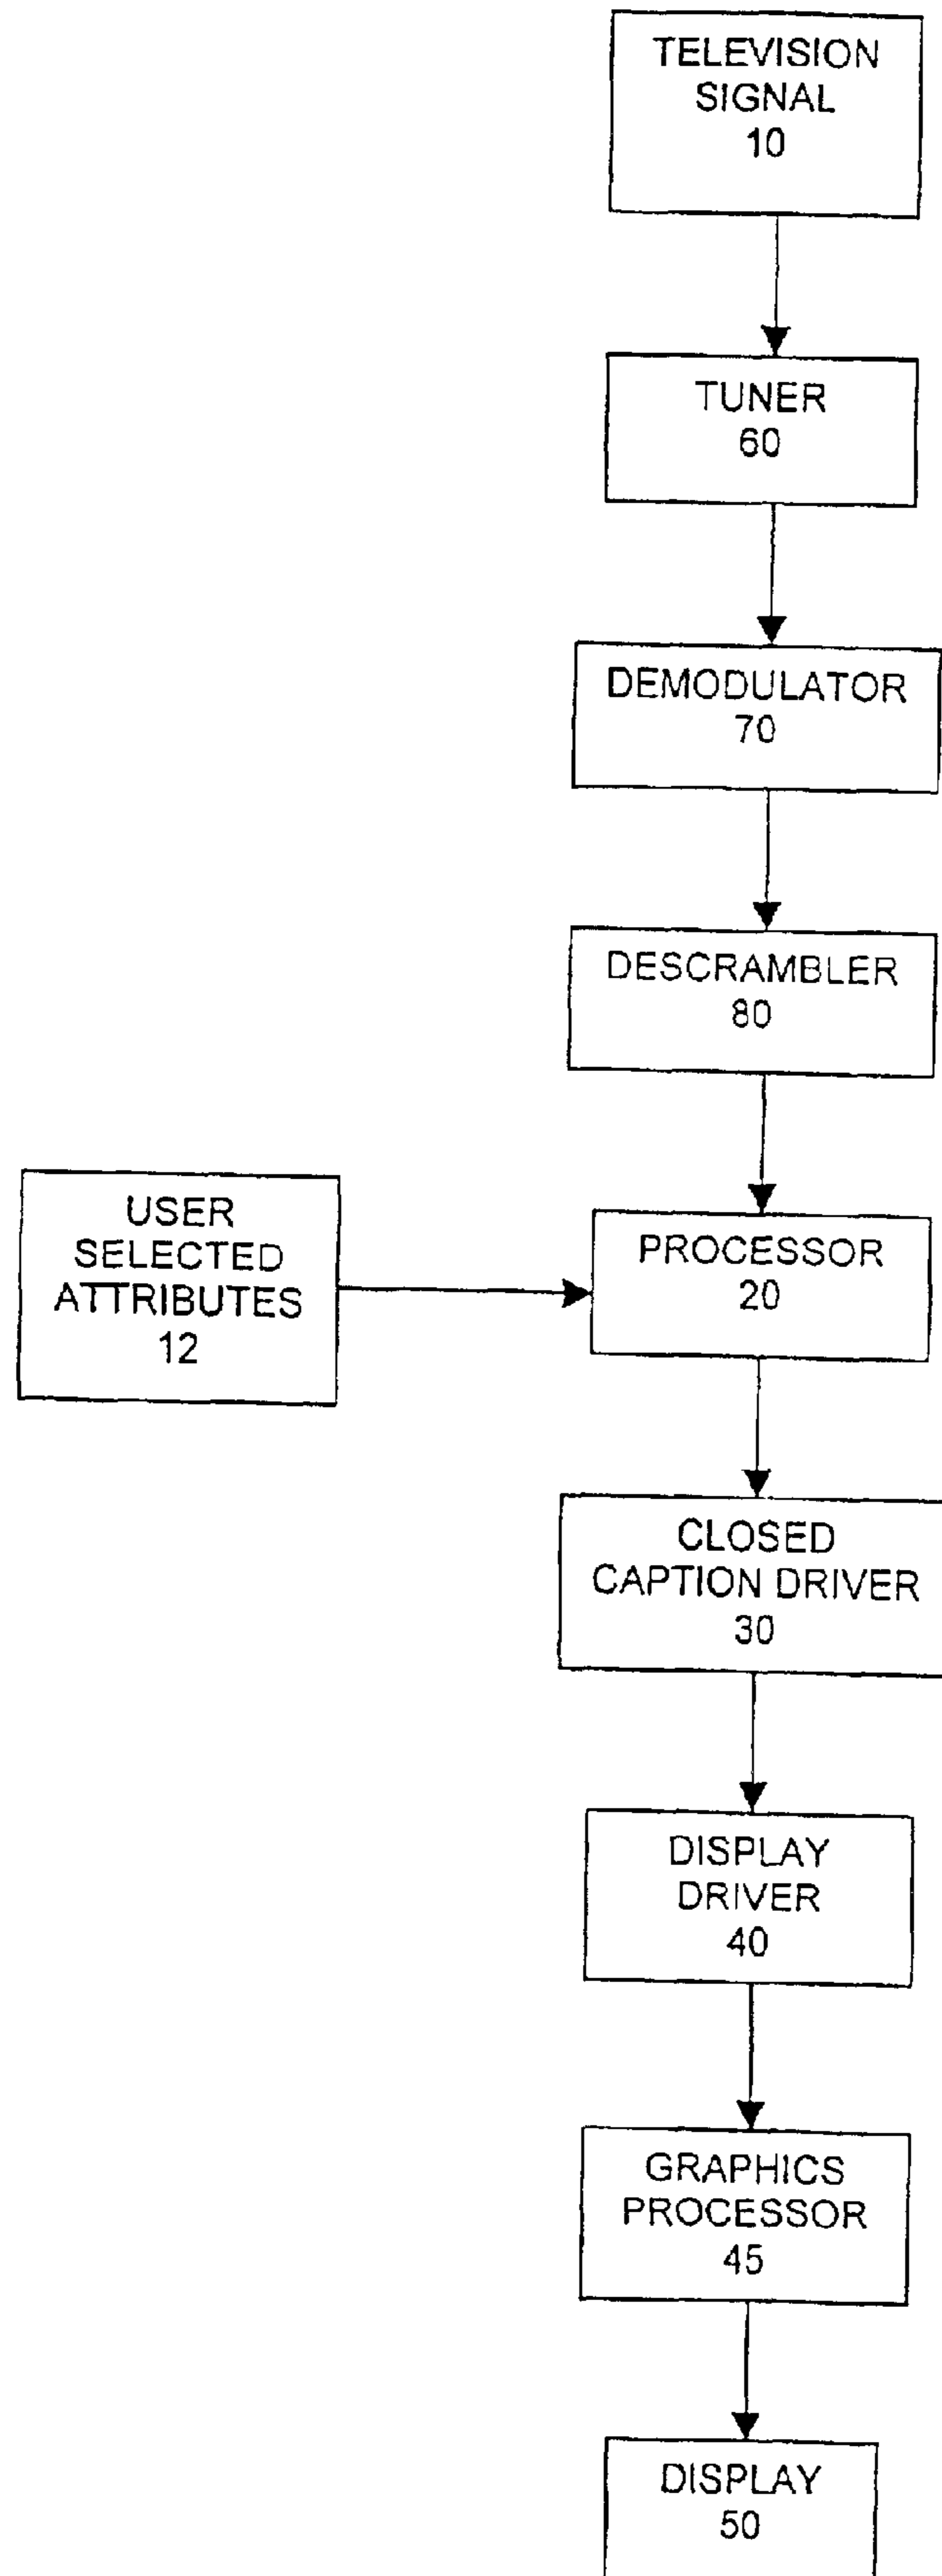 TELEVISION
SIGNAL
10
TUNER
60
DEMODULATOR
70
DESCRAMBLER
80
USER
SELECTED
ATTRIBUTES
12
PROCESSOR
20
CLOSED
CAPTION DRIVER
30
DISPLAY
DRIVER
40
GRAPHICS
PROCESSOR
45
DISPLAY
50